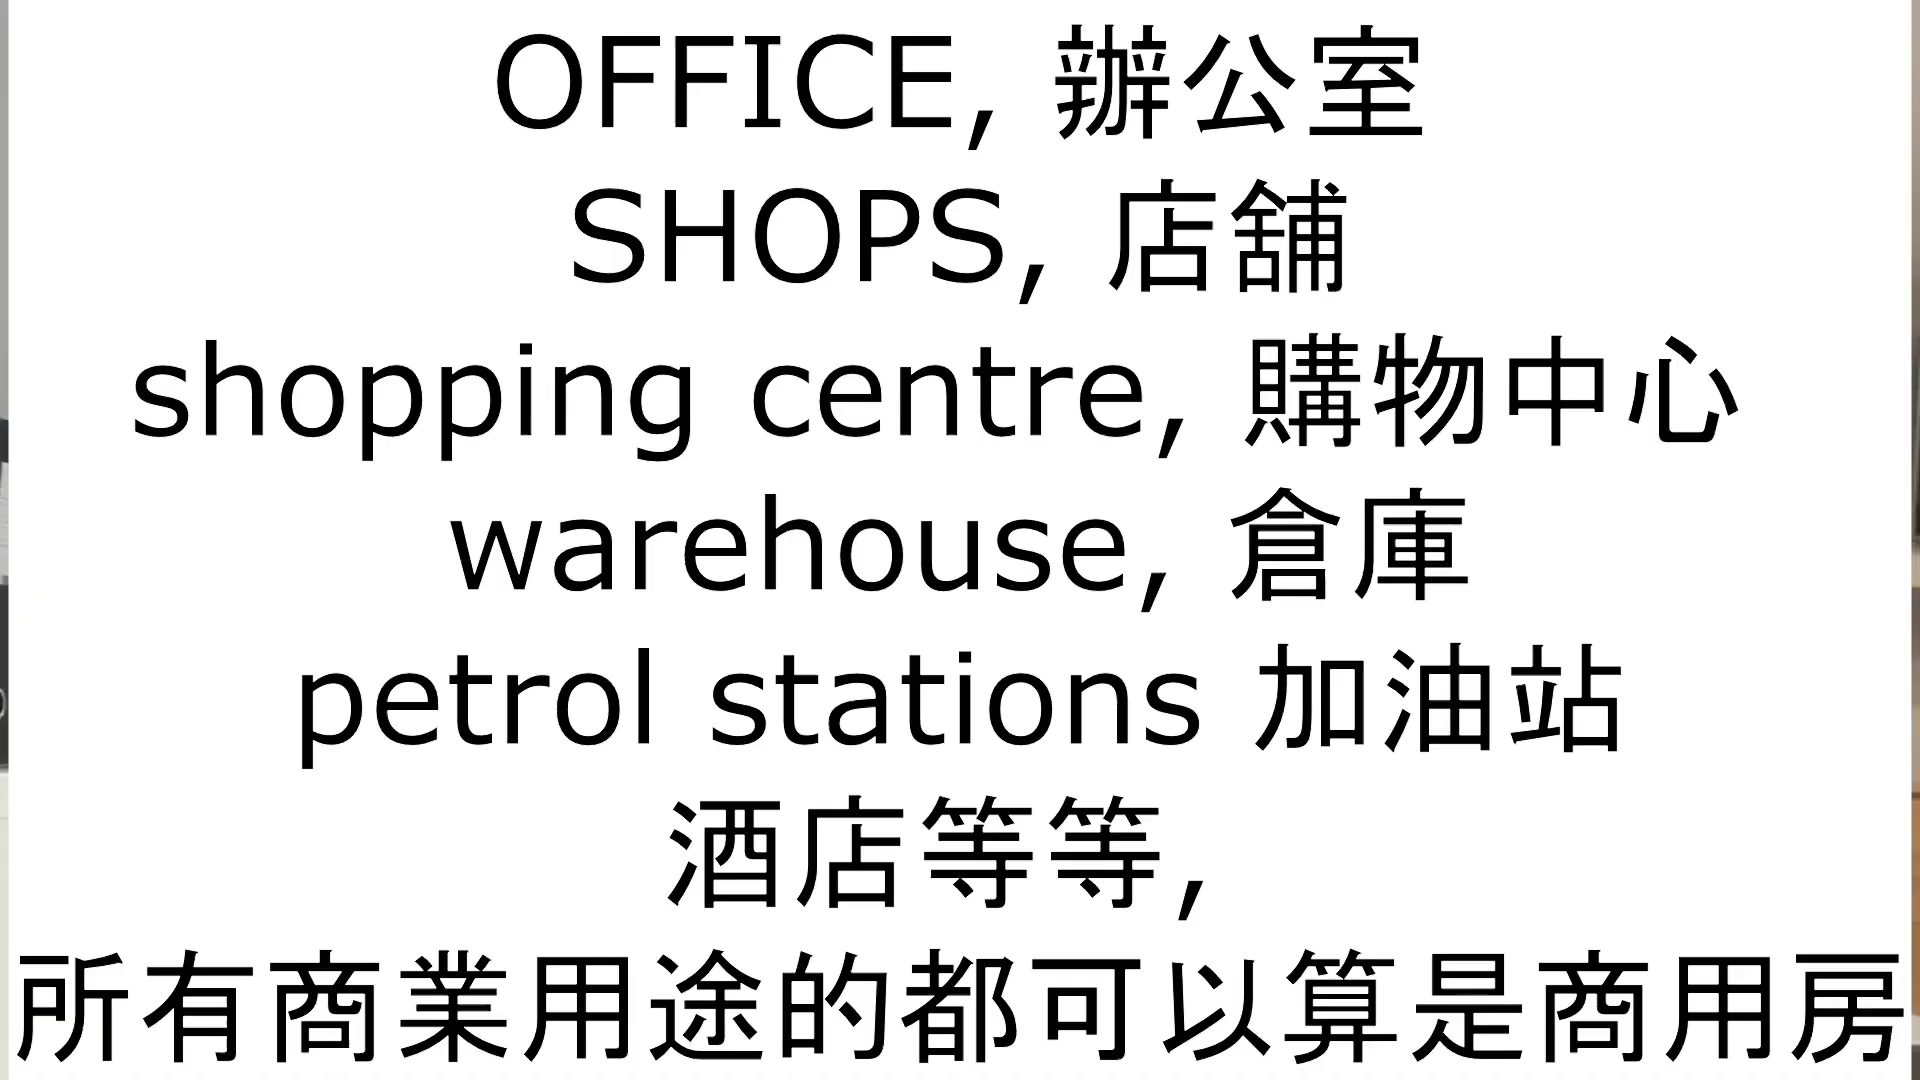 OFFICE, 辦公室
SHOPS, 店舖
shopping centre, 購物中心
warehouse, 倉庫
petrol stations 加油站
酒店等等,
所有商業用途的都可以算是商用房